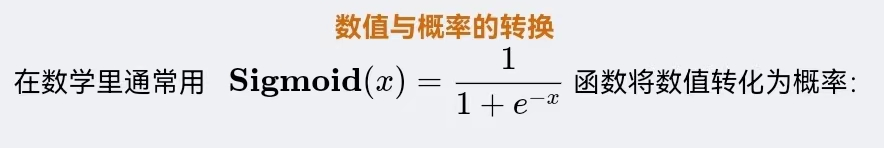 数值与概率的转换
在数学里通常用 Sigmoid(x) = 1 / (1 + e^{-x}) 函数将数值转化为概率: